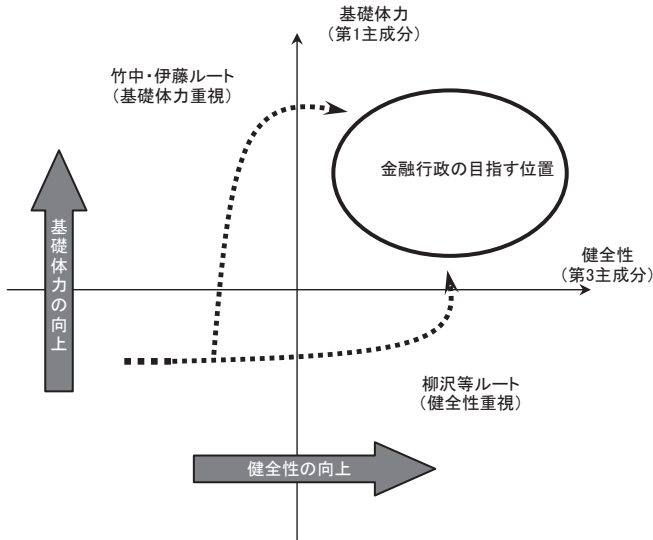 基礎体力
（第1主成分）
竹中・伊藤ルート
（基礎体力重視）
金融行政の目指す位置
基礎体力の向上
健全性
（第3主成分）
柳沢等ルート
（健全性重視）
健全性の向上